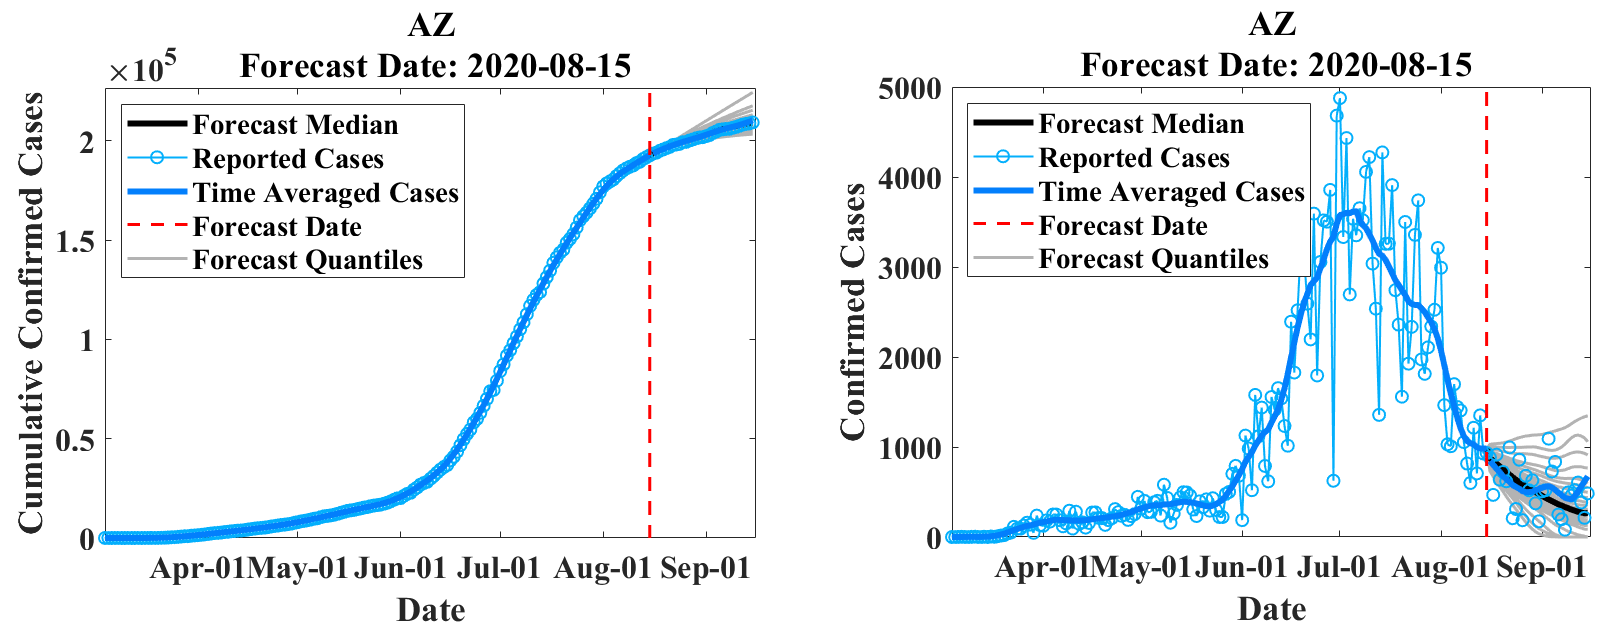 AZ
Forecast Date: 2020-08-15
×10^5
Cumulative Confirmed Cases
2
1.5
1
0.5
0
Forecast Median
Reported Cases
Time Averaged Cases
Forecast Date
Forecast Quantiles
Apr-01 May-01 Jun-01 Jul-01 Aug-01 Sep-01
Date
AZ
Forecast Date: 2020-08-15
Confirmed Cases
5000
4000
3000
2000
1000
0
Forecast Median
Reported Cases
Time Averaged Cases
Forecast Date
Forecast Quantiles
Apr-01 May-01 Jun-01 Jul-01 Aug-01 Sep-01
Date